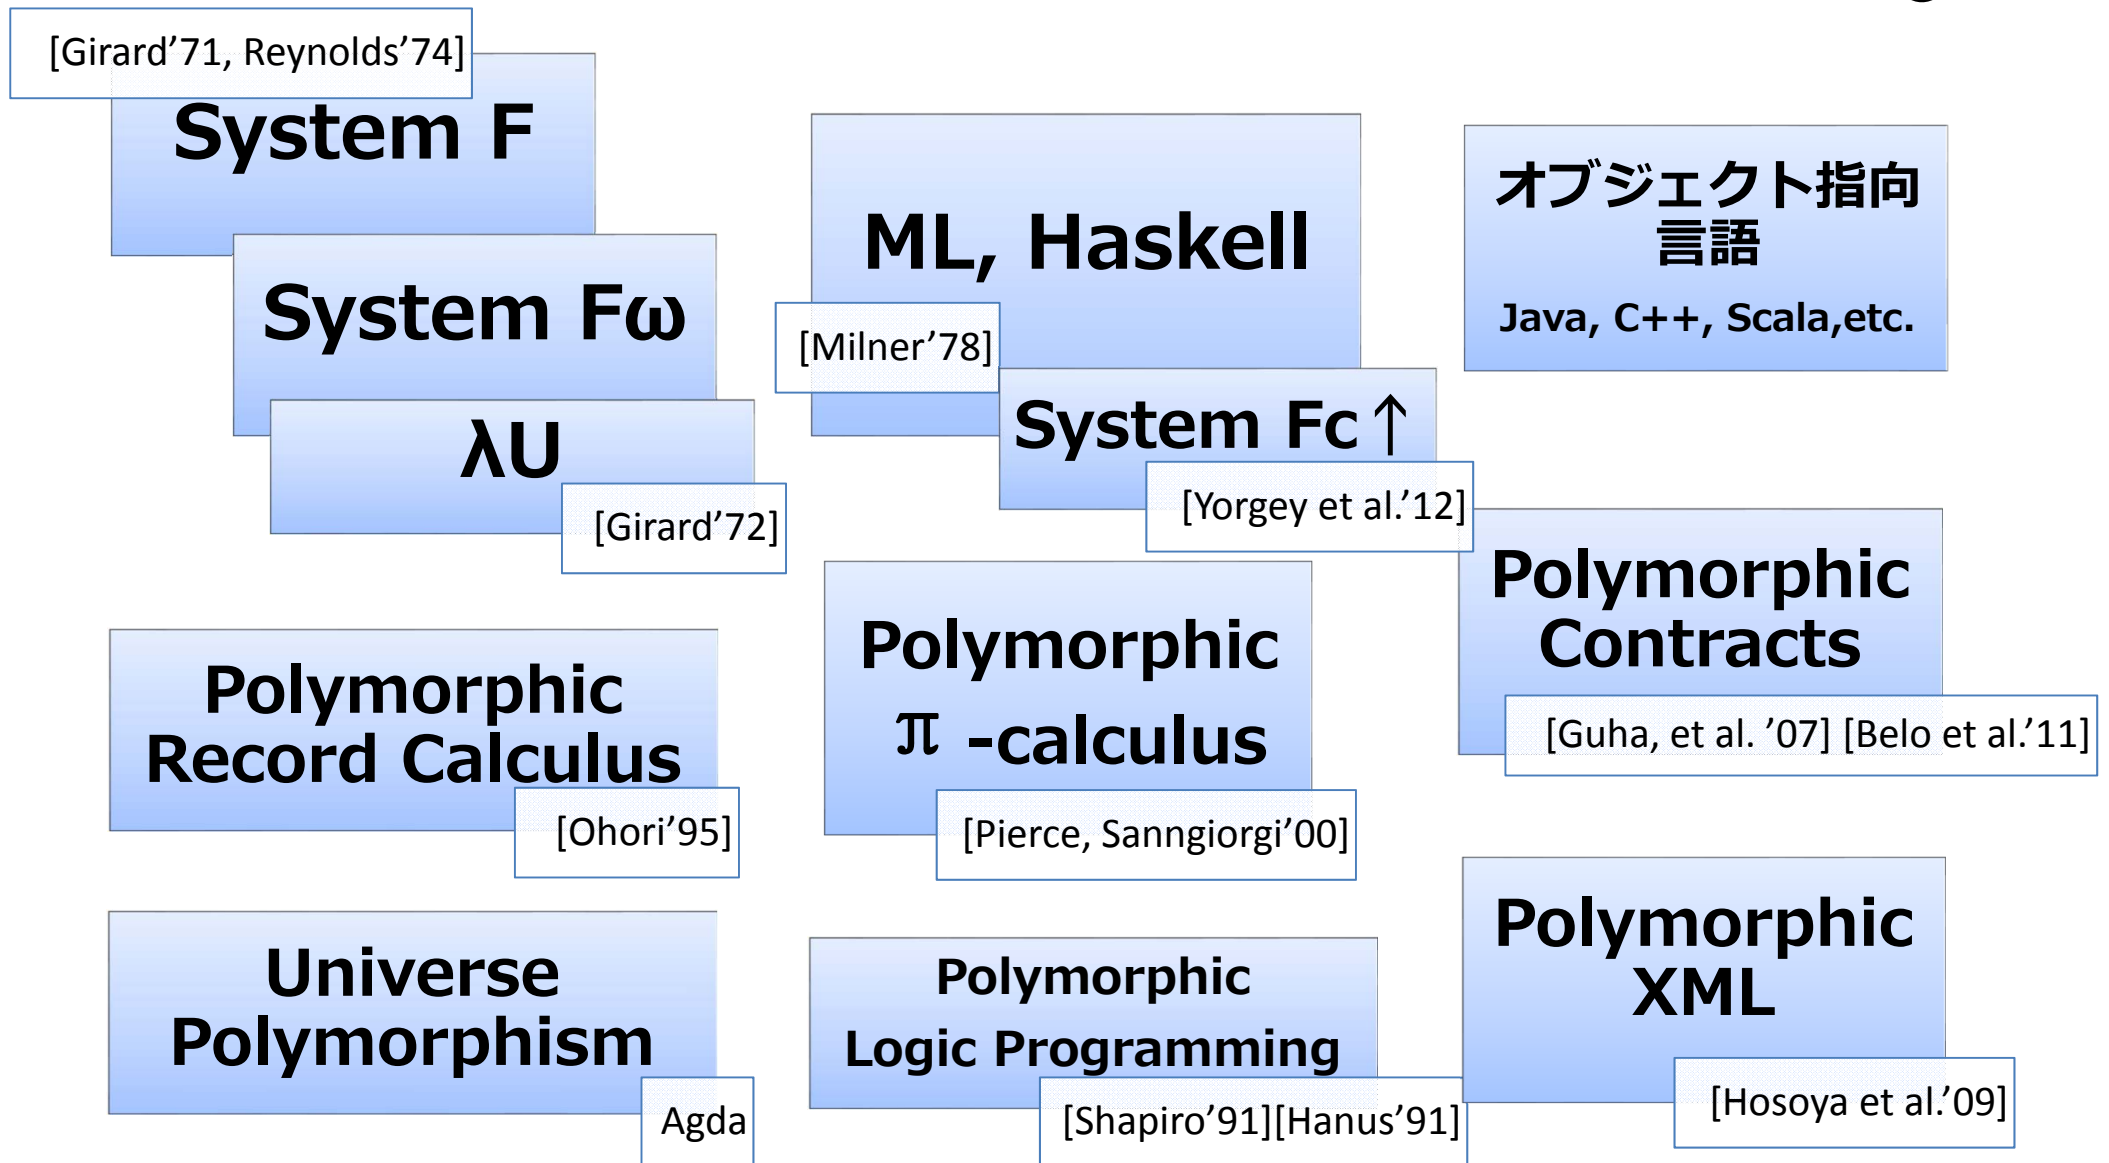 [Girard’71, Reynolds’74]
System F
System Fω
λU
[Girard’72]
ML, Haskell
[Milner’78]
System Fc↑
[Yorgey et al.’12]
オブジェクト指向
言語
Java, C++, Scala,etc.
Polymorphic
Record Calculus
[Ohori’95]
Polymorphic
π -calculus
[Pierce, Sanngiorgi’00]
Polymorphic
Contracts
[Guha, et al. ’07] [Belo et al.’11]
Universe
Polymorphism
Agda
Polymorphic
Logic Programming
[Shapiro’91][Hanus’91]
Polymorphic
XML
[Hosoya et al.’09]